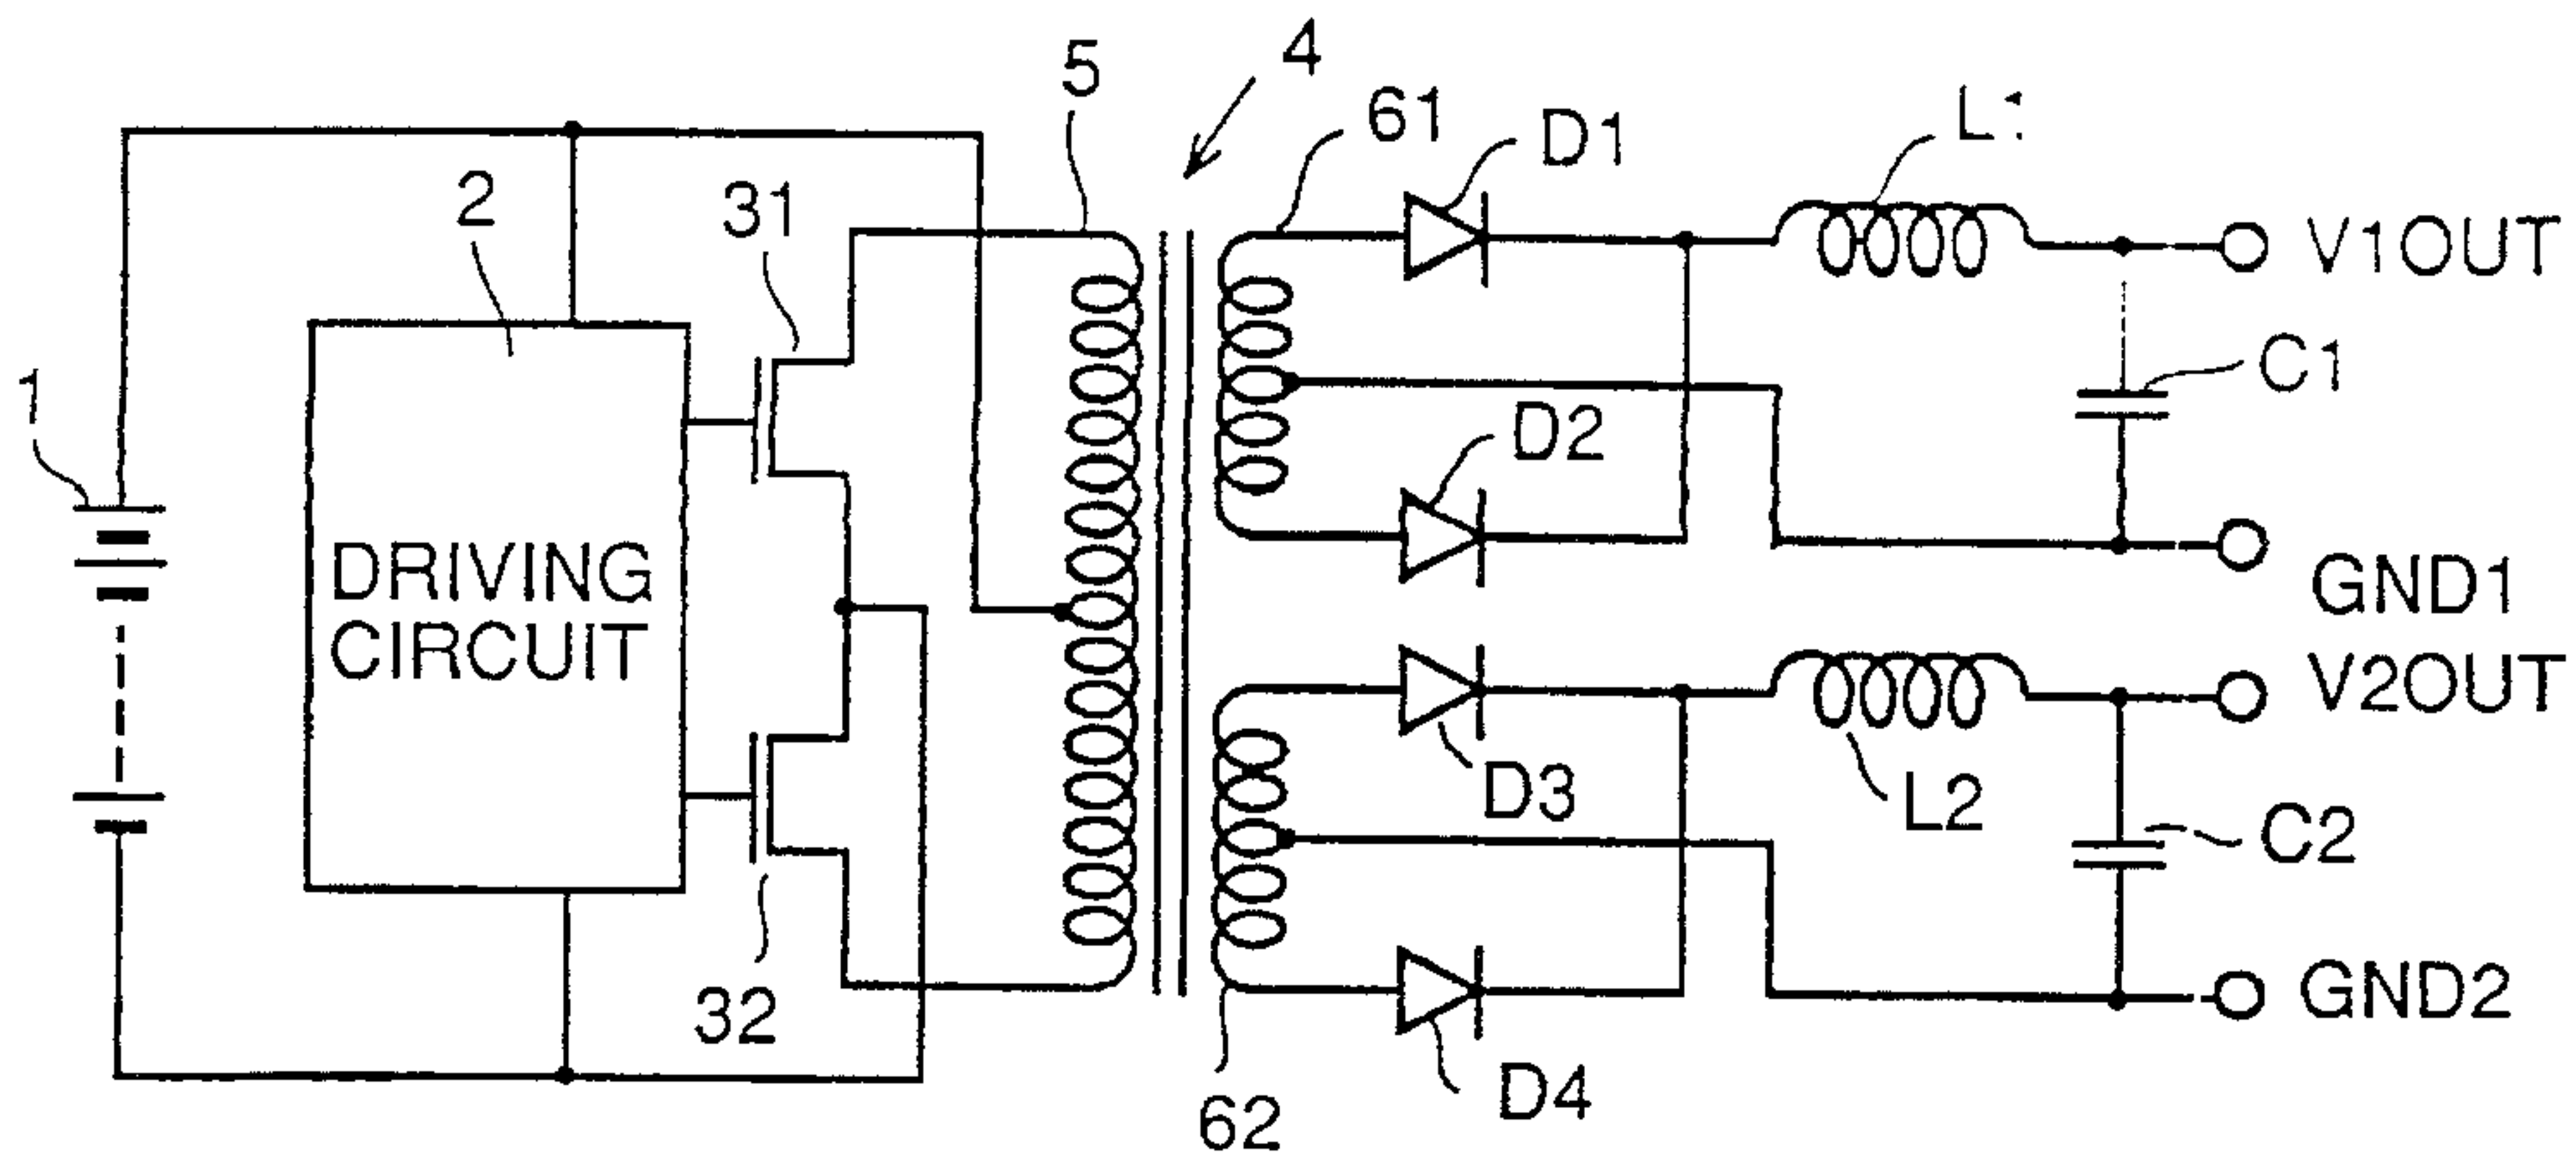 4
5
61
D1
L1
2
31
V1OUT
1
C1
D2
DRIVING
CIRCUIT
GND1
V2OUT
D3
L2
C2
32
GND2
D4
62